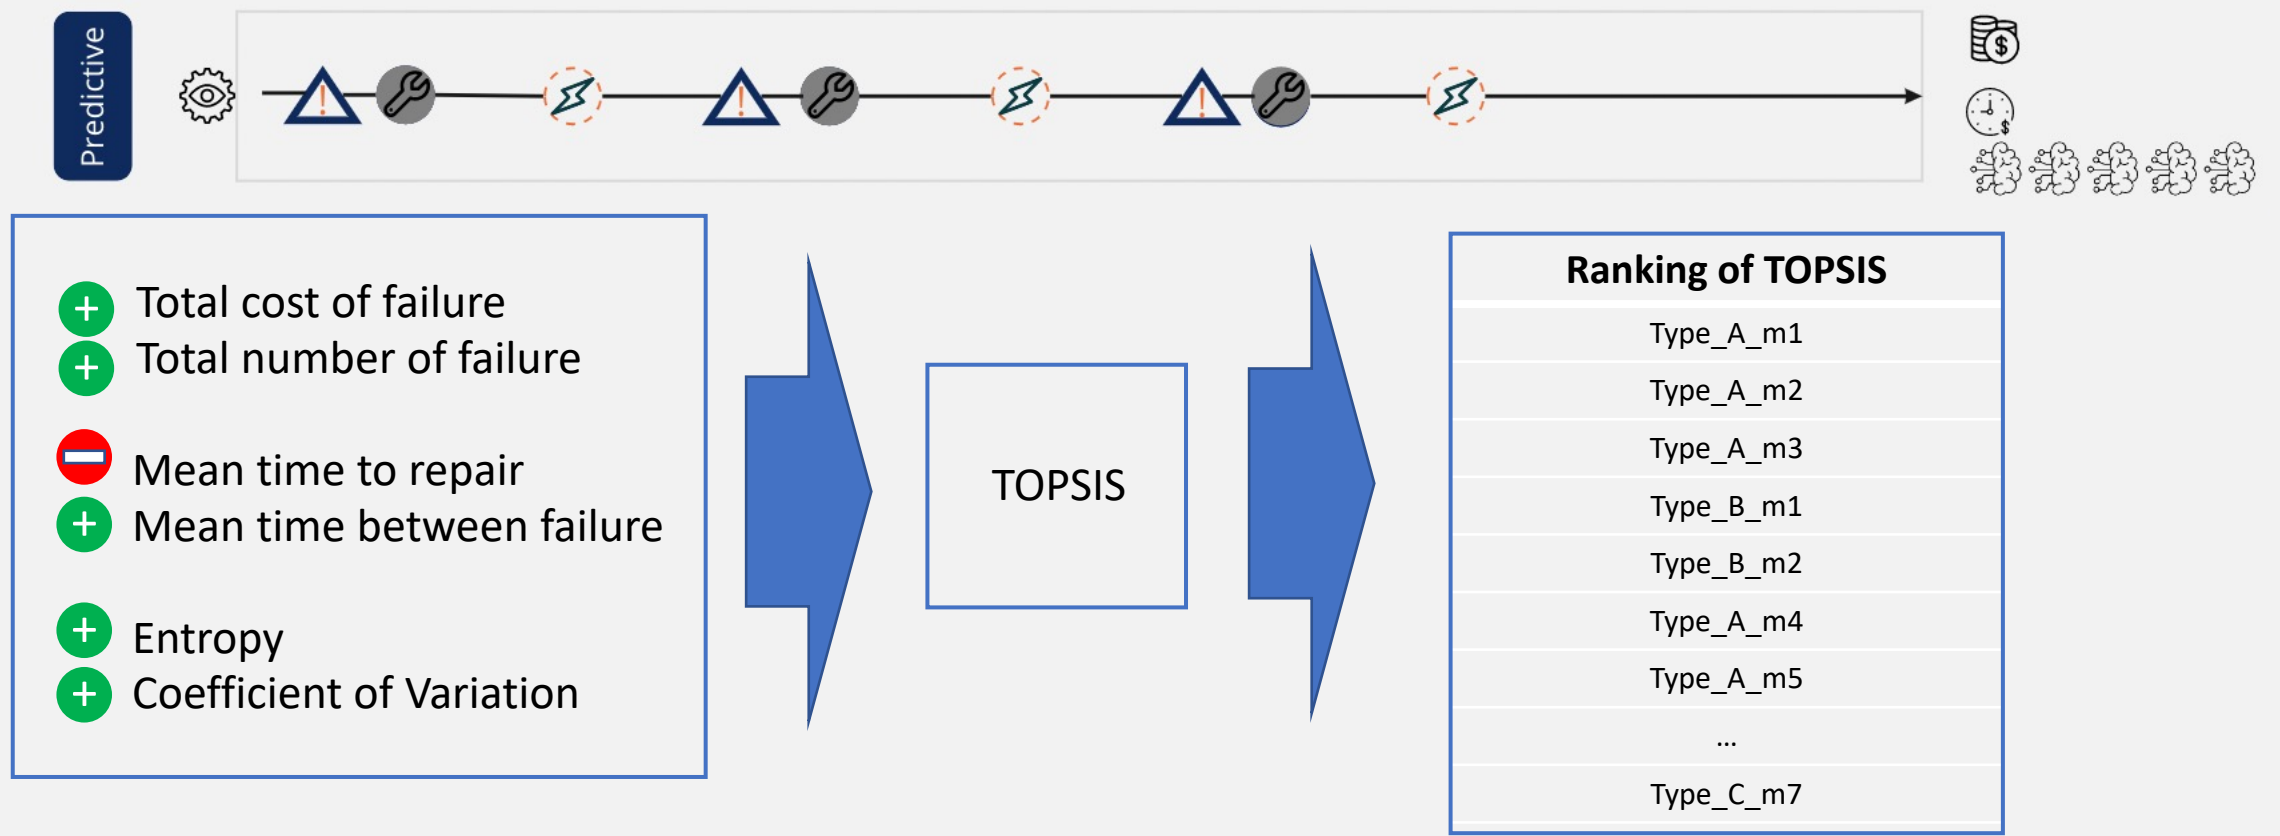 Predictive
Total cost of failure
Total number of failure
Mean time to repair
Mean time between failure
Entropy
Coefficient of Variation
TOPSIS
Ranking of TOPSIS
Type_A_m1
Type_A_m2
Type_A_m3
Type_B_m1
Type_B_m2
Type_A_m4
Type_A_m5
...
Type_C_m7